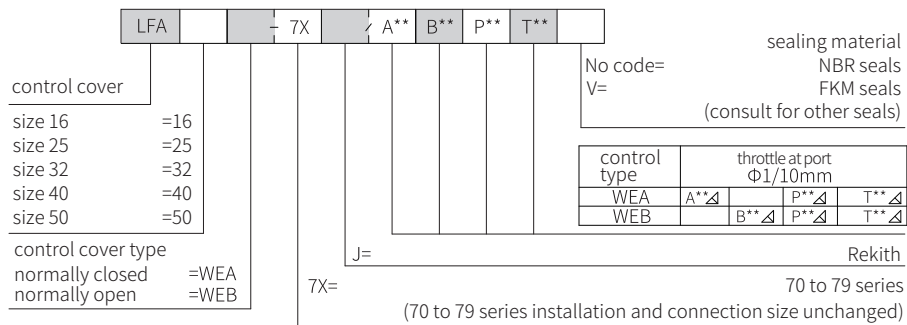 LFA - 7X / A** B** P** T**
sealing material
No code= NBR seals
V= FKM seals
(consult for other seals)
control cover
size 16 =16
size 25 =25
size 32 =32
size 40 =40
size 50 =50
control type throttle at port Φ1/10mm
WEA A** P** T**
WEB B** P** T**
control cover type
normally closed =WEA
normally open =WEB
J= Rekith
7X= 70 to 79 series
(70 to 79 series installation and connection size unchanged)